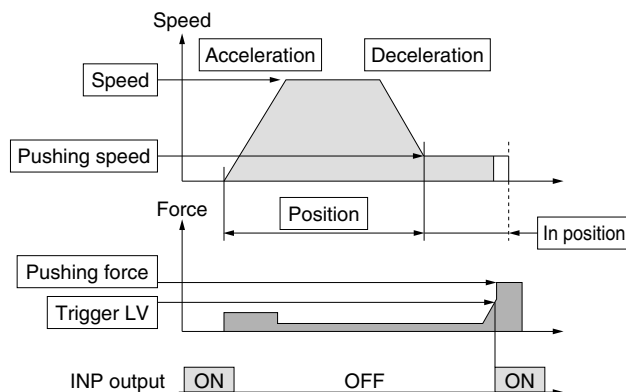 Speed
Acceleration
Deceleration
Speed
Pushing speed
Force
Position
In position
Pushing force
Trigger LV
INP output
ON
OFF
ON